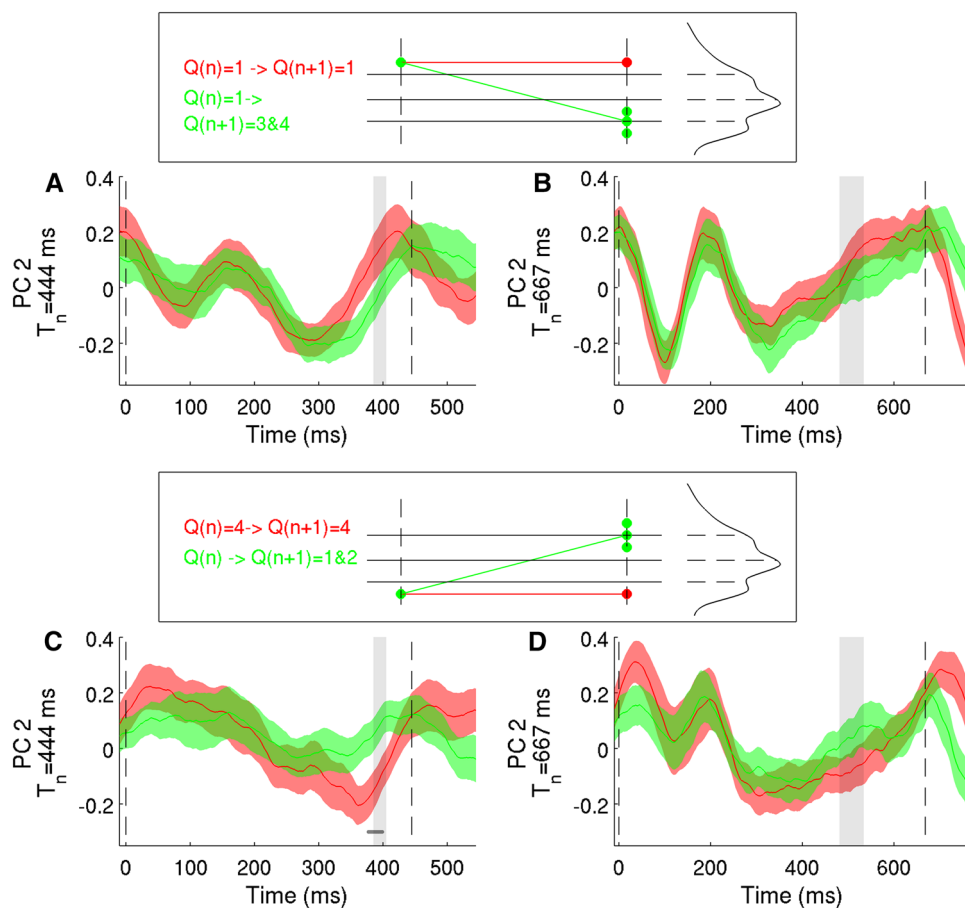 Q(n)=1 -> Q(n+1)=1
Q(n)=1->
Q(n+1)=3&4
A
0.4
0.2
0
-0.2
PC 2
Tn=444 ms
0
100
200
300
400
500
Time (ms)
B
0.4
0.2
0
-0.2
PC 2
Tn=667 ms
0
200
400
600
Time (ms)
Q(n)=4-> Q(n+1)=4
Q(n) -> Q(n+1)=1&2
C
0.4
0.2
0
-0.2
PC 2
Tn=444 ms
0
100
200
300
400
500
Time (ms)
D
0.4
0.2
0
-0.2
PC 2
Tn=667 ms
0
200
400
600
Time (ms)